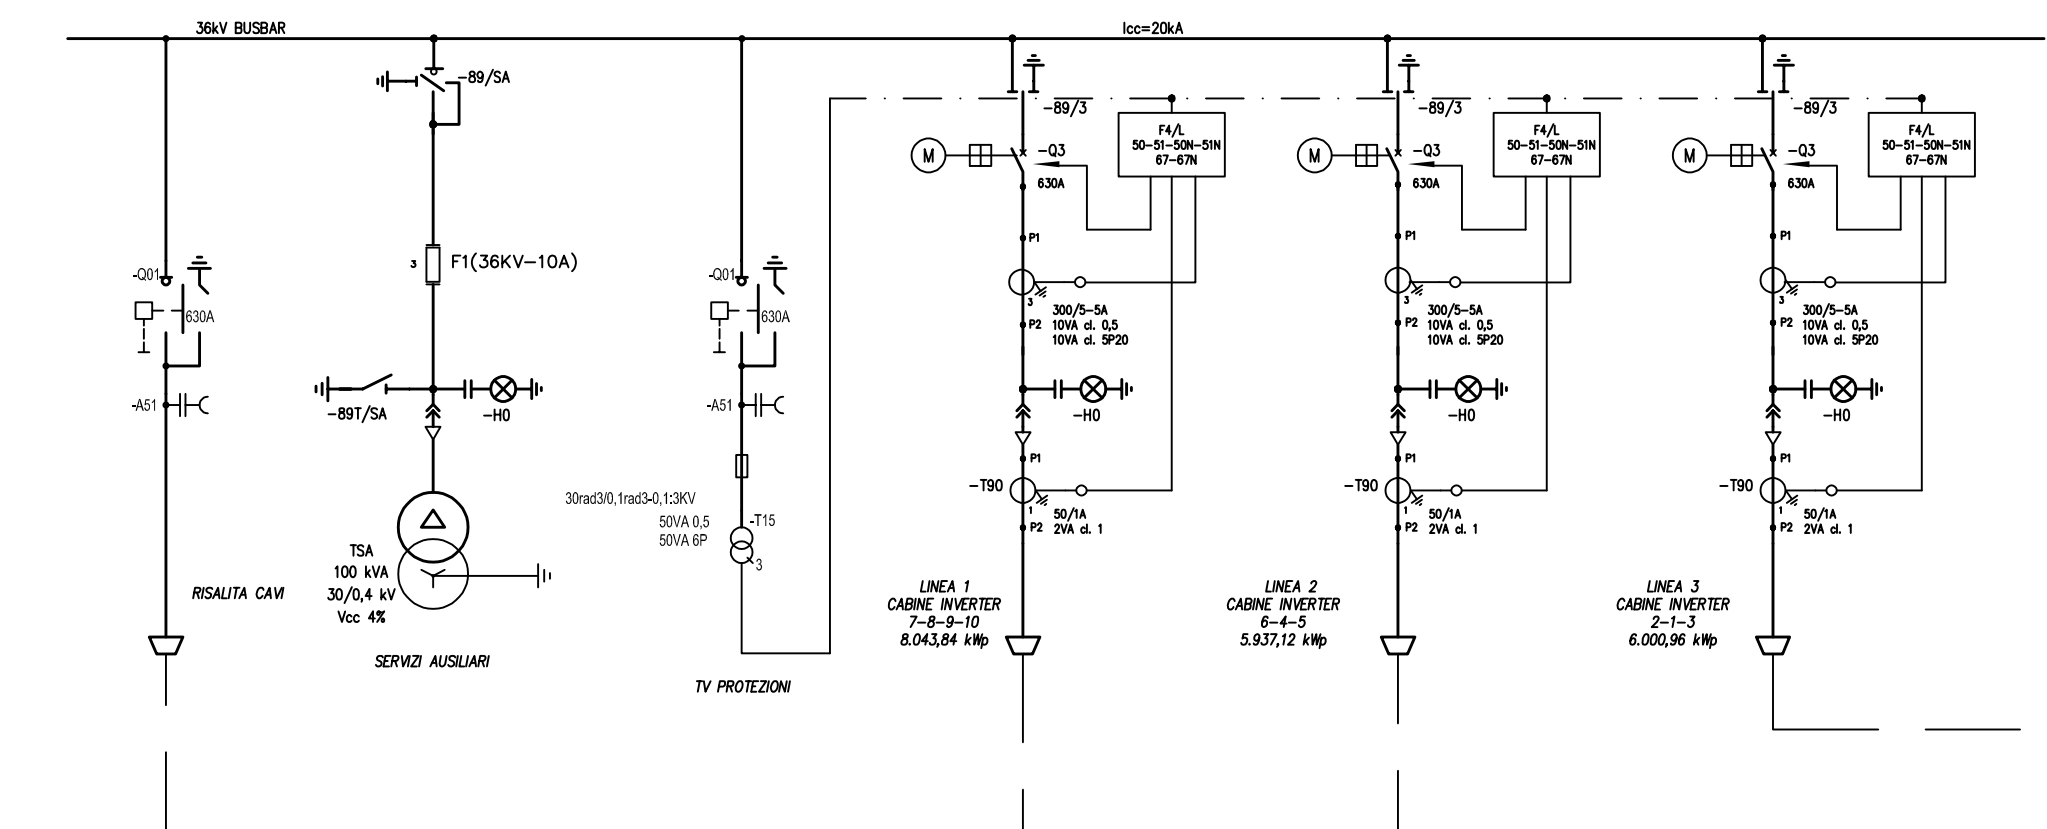 36kV BUSBAR
Icc=20kA
-Q01
630A
-A51
RISALITA CAVI
-89/SA
3
F1(36KV-10A)
-89T/SA
-H0
TSA
100 kVA
30/0,4 kV
Vcc 4%
SERVIZI AUSILIARI
-Q01
630A
-A51
30rad3/0,1rad3-0,1:3KV
50VA 0,5
50VA 6P
-T15
3
TV PROTEZIONI
-89/3
M
-Q3
630A
F4/L
50-51-50N-51N
67-67N
P1
3
P2
300/5-5A
10VA cl. 0,5
10VA cl. 5P20
-H0
P1
-T90
1
P2
50/1A
2VA cl. 1
LINEA 1
CABINE INVERTER
7-8-9-10
8.043,84 kWp
-89/3
M
-Q3
630A
F4/L
50-51-50N-51N
67-67N
P1
3
P2
300/5-5A
10VA cl. 0,5
10VA cl. 5P20
-H0
P1
-T90
1
P2
50/1A
2VA cl. 1
LINEA 2
CABINE INVERTER
6-4-5
5.937,12 kWp
-89/3
M
-Q3
630A
F4/L
50-51-50N-51N
67-67N
P1
3
P2
300/5-5A
10VA cl. 0,5
10VA cl. 5P20
-H0
P1
-T90
1
P2
50/1A
2VA cl. 1
LINEA 3
CABINE INVERTER
2-1-3
6.000,96 kWp